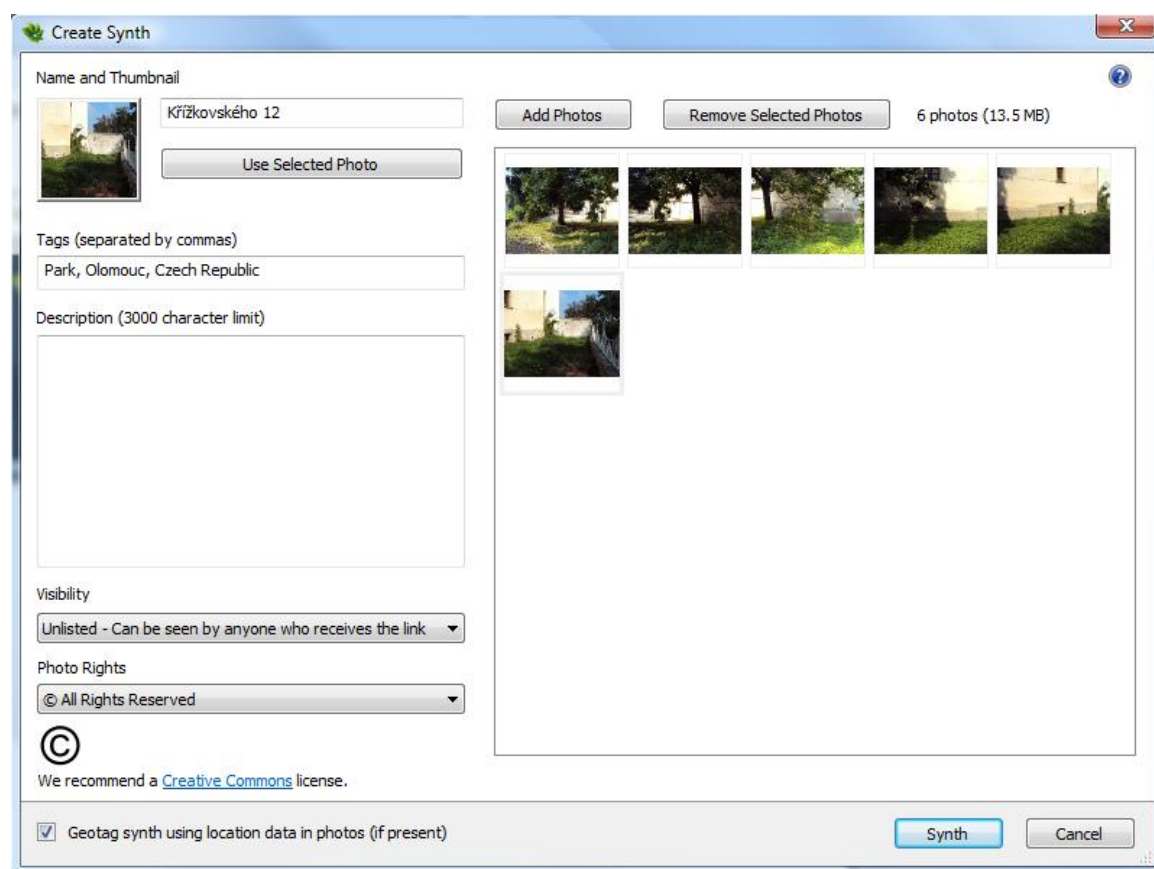 Create Synth
Name and Thumbnail
Křížkovského 12
Use Selected Photo
Tags (separated by commas)
Park, Olomouc, Czech Republic
Description (3000 character limit)
Visibility
Unlisted - Can be seen by anyone who receives the link
Photo Rights
© All Rights Reserved
©
We recommend a Creative Commons license.
Add Photos
Remove Selected Photos
6 photos (13.5 MB)
Geotag synth using location data in photos (if present)
Synth
Cancel